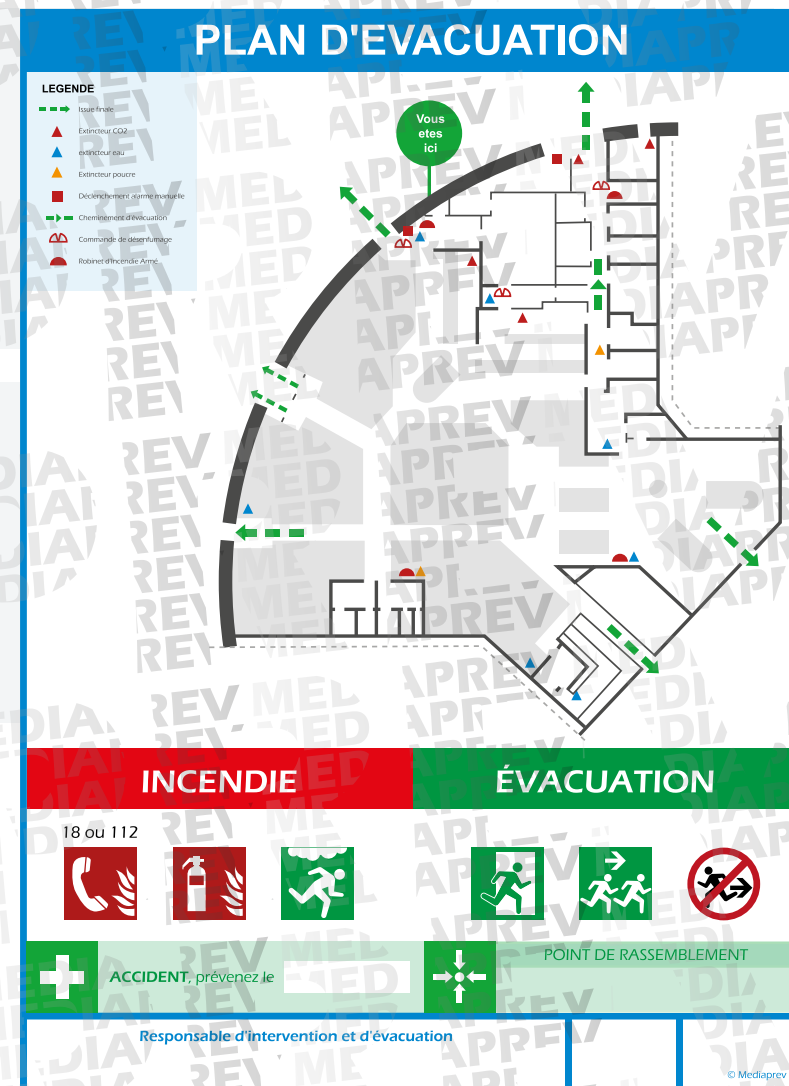 PLAN D'EVACUATION
LEGENDE
Issue finale
Extincteur CO2
extincteur eau
Extincteur poudre
Déclenchement alarme manuelle
Cheminement d'évacuation
Commande de désenfumage
Robinet d'Incendie Armé
Vous
etes
ici
INCENDIE
ÉVACUATION
18 ou 112
ACCIDENT, prévenez le
POINT DE RASSEMBLEMENT
Responsable d'intervention et d'évacuation
© Mediaprev